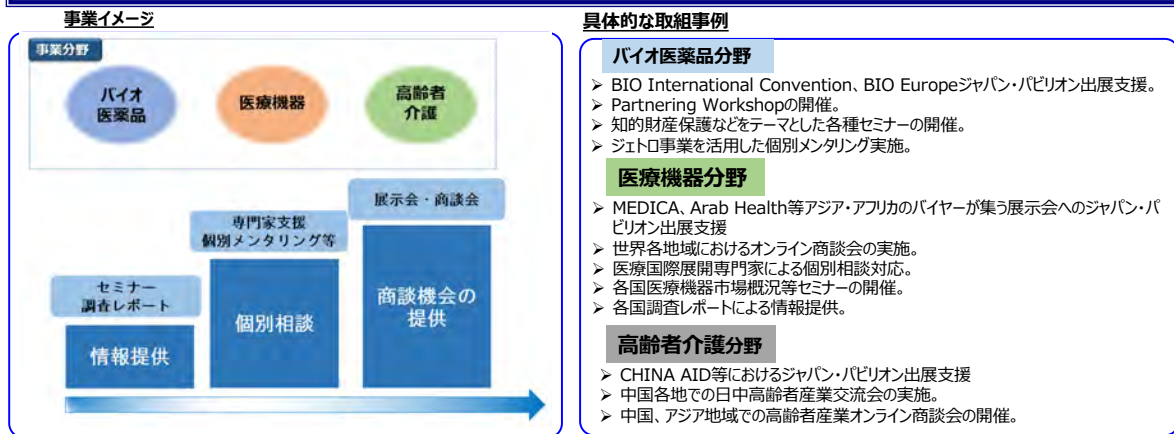 事業イメージ
事業分野
バイオ
医薬品
医療機器
高齢者
介護
展示会・商談会
専門家支援
個別メンタリング等
セミナー
調査レポート
商談機会の
提供
個別相談
情報提供
具体的な取組事例
バイオ医薬品分野
➢ BIO International Convention、BIO Europeジャパン・パビリオン出展支援。
➢ Partnering Workshopの開催。
➢ 知的財産保護などをテーマとした各種セミナーの開催。
➢ ジェトロ事業を活用した個別メンタリング実施。
医療機器分野
➢ MEDICA、Arab Health等アジア・アフリカのバイヤーが集う展示会へのジャパン・パ
ビリオン出展支援
➢ 世界各地域におけるオンライン商談会の実施。
➢ 医療国際展開専門家による個別相談対応。
➢ 各国医療機器市場概況等セミナーの開催。
➢ 各国調査レポートによる情報提供。
高齢者介護分野
➢ CHINA AID等におけるジャパン・パビリオン出展支援
➢ 中国各地での日中高齢者産業交流会の実施。
➢ 中国、アジア地域での高齢者産業オンライン商談会の開催。